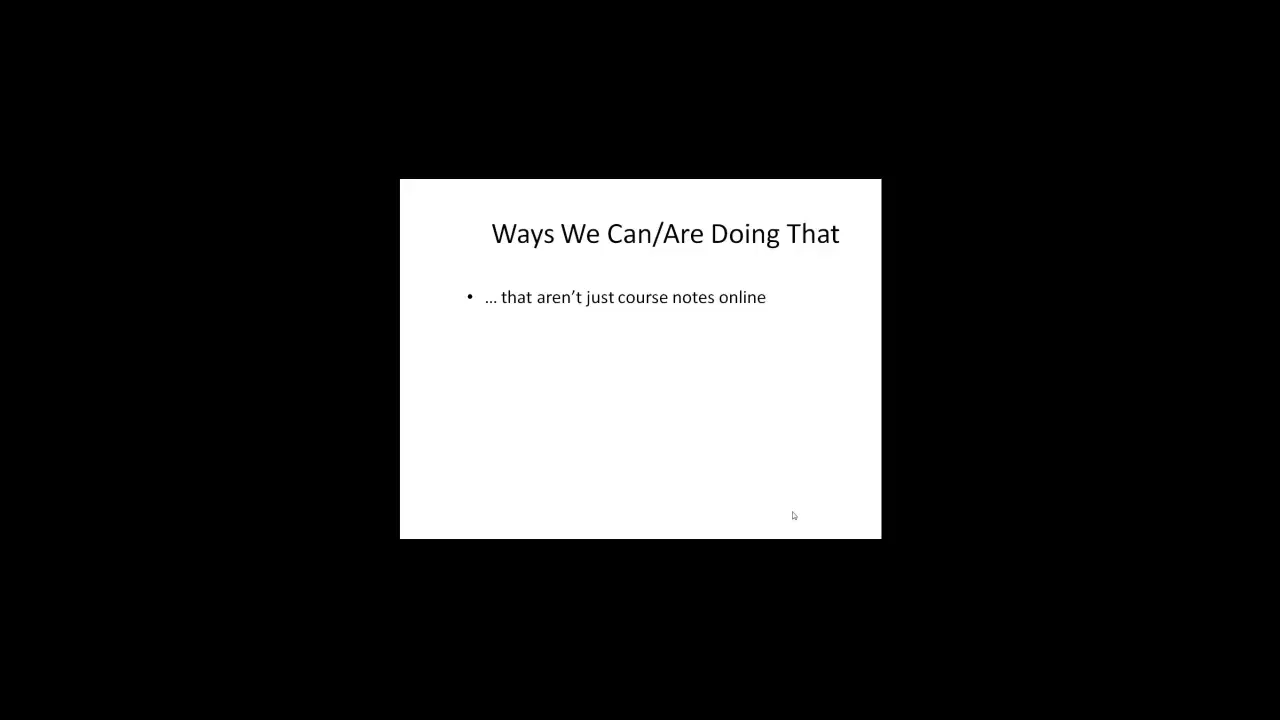 Ways We Can/Are Doing That
• ... that aren’t just course notes online